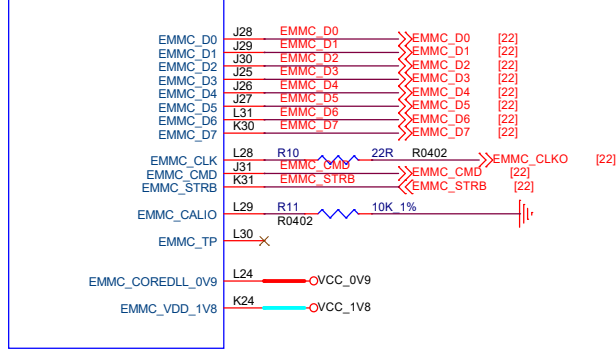 EMMC_D0 J28 EMMC_D0 EMMC_D0 [22]
EMMC_D1 J29 EMMC_D1 EMMC_D1 [22]
EMMC_D2 J30 EMMC_D2 EMMC_D2 [22]
EMMC_D3 J25 EMMC_D3 EMMC_D3 [22]
EMMC_D4 J26 EMMC_D4 EMMC_D4 [22]
EMMC_D5 J27 EMMC_D5 EMMC_D5 [22]
EMMC_D6 L31 EMMC_D6 EMMC_D6 [22]
EMMC_D7 K30 EMMC_D7 EMMC_D7 [22]
EMMC_CLK L28 R10 22R R0402 EMMC_CLKO [22]
EMMC_CMD J31 EMMC_CMD EMMC_CMD [22]
EMMC_STRB K31 EMMC_STRB EMMC_STRB [22]
EMMC_CALIO L29 R11 10K_1%
R0402
EMMC_TP L30
EMMC_COREDLL_0V9 L24 VCC_0V9
EMMC_VDD_1V8 K24 VCC_1V8